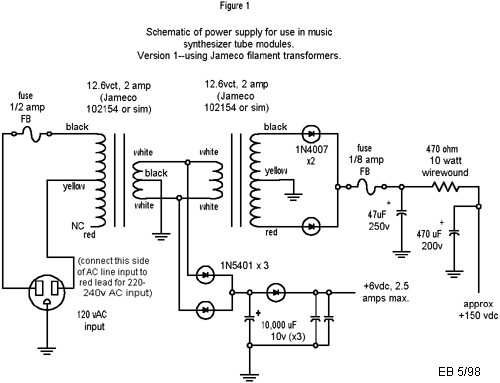 Figure 1
Schematic of power supply for use in music
synthesizer tube modules.
Version 1--using Jameco filament transformers.
12.6vct, 2 amp
(Jameco
102154 or sim)
12.6vct, 2 amp
(Jameco
102154 or sim)
fuse
1/2 amp
FB
black
white
white
black
1N4007
x2
fuse
1/8 amp
FB
470 ohm
10 watt
wirewound
yellow
black
yellow
NC
red
white
white
red
+
47uF
250v
+
470 uF
200v
(connect this side
of AC line input to
red lead for 220-
240v AC input)
120 vAC
input
1N5401 x 3
+6vdc, 2.5
amps max.
+
10,000 uF
10v (x3)
approx
+150 vdc
EB 5/98